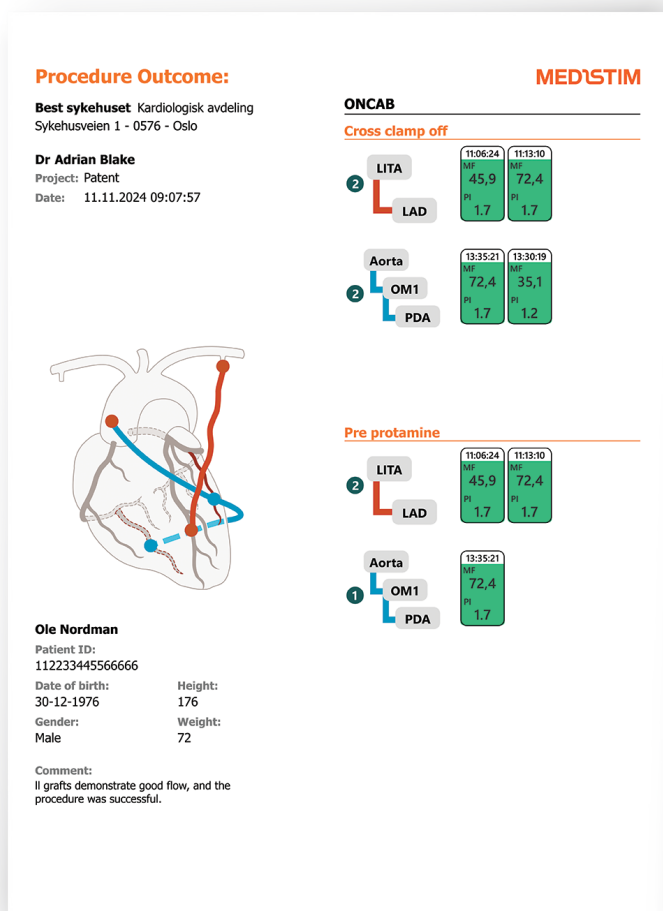 Procedure Outcome:
MEDISTIM
Best sykehuset Kardiologisk avdeling
Sykehusveien 1 - 0576 - Oslo
Dr Adrian Blake
Project: Patent
Date: 11.11.2024 09:07:57
ONCAB
Cross clamp off
2
LITA
LAD
11:06:24
MF
45,9
PI
1.7
11:13:10
MF
72,4
PI
1.7
2
Aorta
OM1
PDA
13:35:21
MF
72,4
PI
1.7
13:30:19
MF
35,1
PI
1.2
Pre protamine
2
LITA
LAD
11:06:24
MF
45,9
PI
1.7
11:13:10
MF
72,4
PI
1.7
1
Aorta
OM1
PDA
13:35:21
MF
72,4
PI
1.7
Ole Nordman
Patient ID:
112233445566666
Date of birth: Height:
30-12-1976 176
Gender: Weight:
Male 72
Comment:
ll grafts demonstrate good flow, and the
procedure was successful.